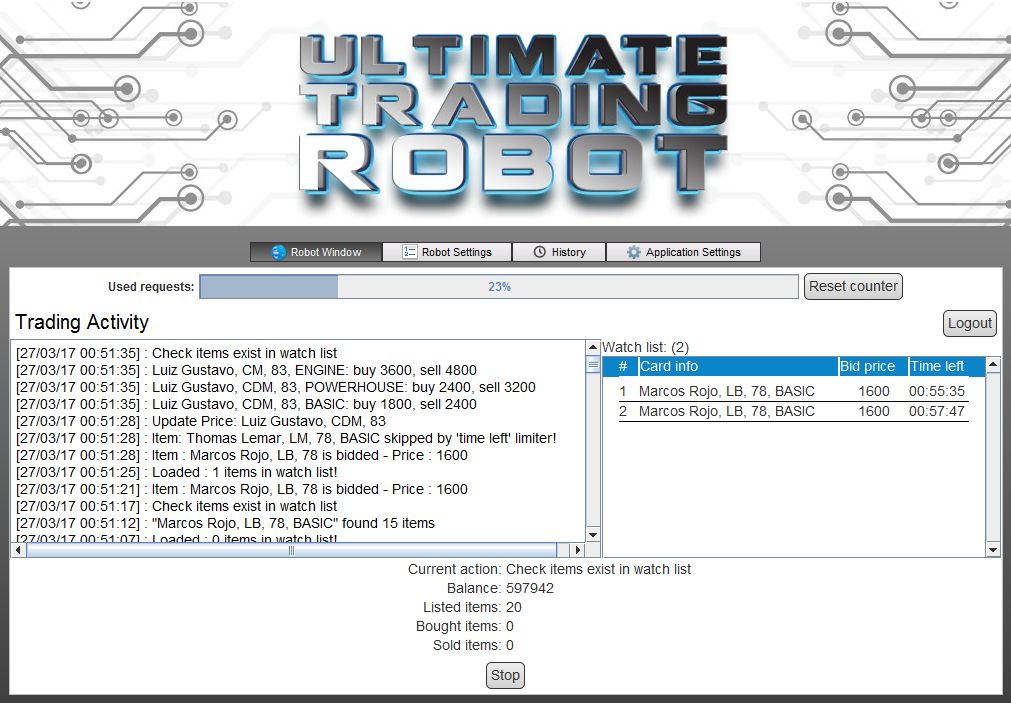 ULTIMATE
TRADING
ROBOT
Robot Window
Robot Settings
History
Application Settings
Used requests:
23%
Reset counter
Trading Activity
Logout
[27/03/17 00:51:35] : Check items exist in watch list
[27/03/17 00:51:35] : Luiz Gustavo, CM, 83, ENGINE: buy 3600, sell 4800
[27/03/17 00:51:35] : Luiz Gustavo, CDM, 83, POWERHOUSE: buy 2400, sell 3200
[27/03/17 00:51:35] : Luiz Gustavo, CDM, 83, BASIC: buy 1800, sell 2400
[27/03/17 00:51:28] : Update Price: Luiz Gustavo, CDM, 83
[27/03/17 00:51:28] : Item: Thomas Lemar, LM, 78, BASIC skipped by 'time left' limiter!
[27/03/17 00:51:28] : Item : Marcos Rojo, LB, 78 is bidded - Price : 1600
[27/03/17 00:51:25] : Loaded : 1 items in watch list!
[27/03/17 00:51:21] : Item : Marcos Rojo, LB, 78 is bidded - Price : 1600
[27/03/17 00:51:17] : Check items exist in watch list
[27/03/17 00:51:12] : "Marcos Rojo, LB, 78, BASIC" found 15 items
[27/03/17 00:51:07] : Loaded : 0 items in watch list!
Watch list: (2)
# Card info Bid price Time left
1 Marcos Rojo, LB, 78, BASIC 1600 00:55:35
2 Marcos Rojo, LB, 78, BASIC 1600 00:57:47
Current action: Check items exist in watch list
Balance: 597942
Listed items: 20
Bought items: 0
Sold items: 0
Stop